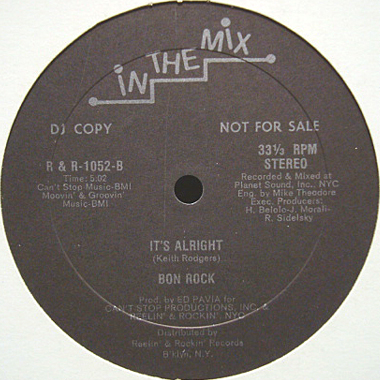 in THE MiX
DJ COPY
NOT FOR SALE
R & R-1052-B
Time: 5:02
Can't Stop Music-BMI
Moovin' & Groovin'
Music-BMI
33⅓ RPM
STEREO
Recorded & Mixed at
Planet Sound, Inc.: NYC
Eng. by Mike Theodore
Exec. Producers:
H. Belolo-J. Morali-
R. Sidelsky
IT'S ALRIGHT
(Keith Rodgers)
BON ROCK
Prod. by ED PAVIA for
CAN'T STOP PRODUCTIONS, INC. &
REELIN' & ROCKIN', NYC
Distributed by
Reelin' & Rockin' Records
B'klyn, N.Y.